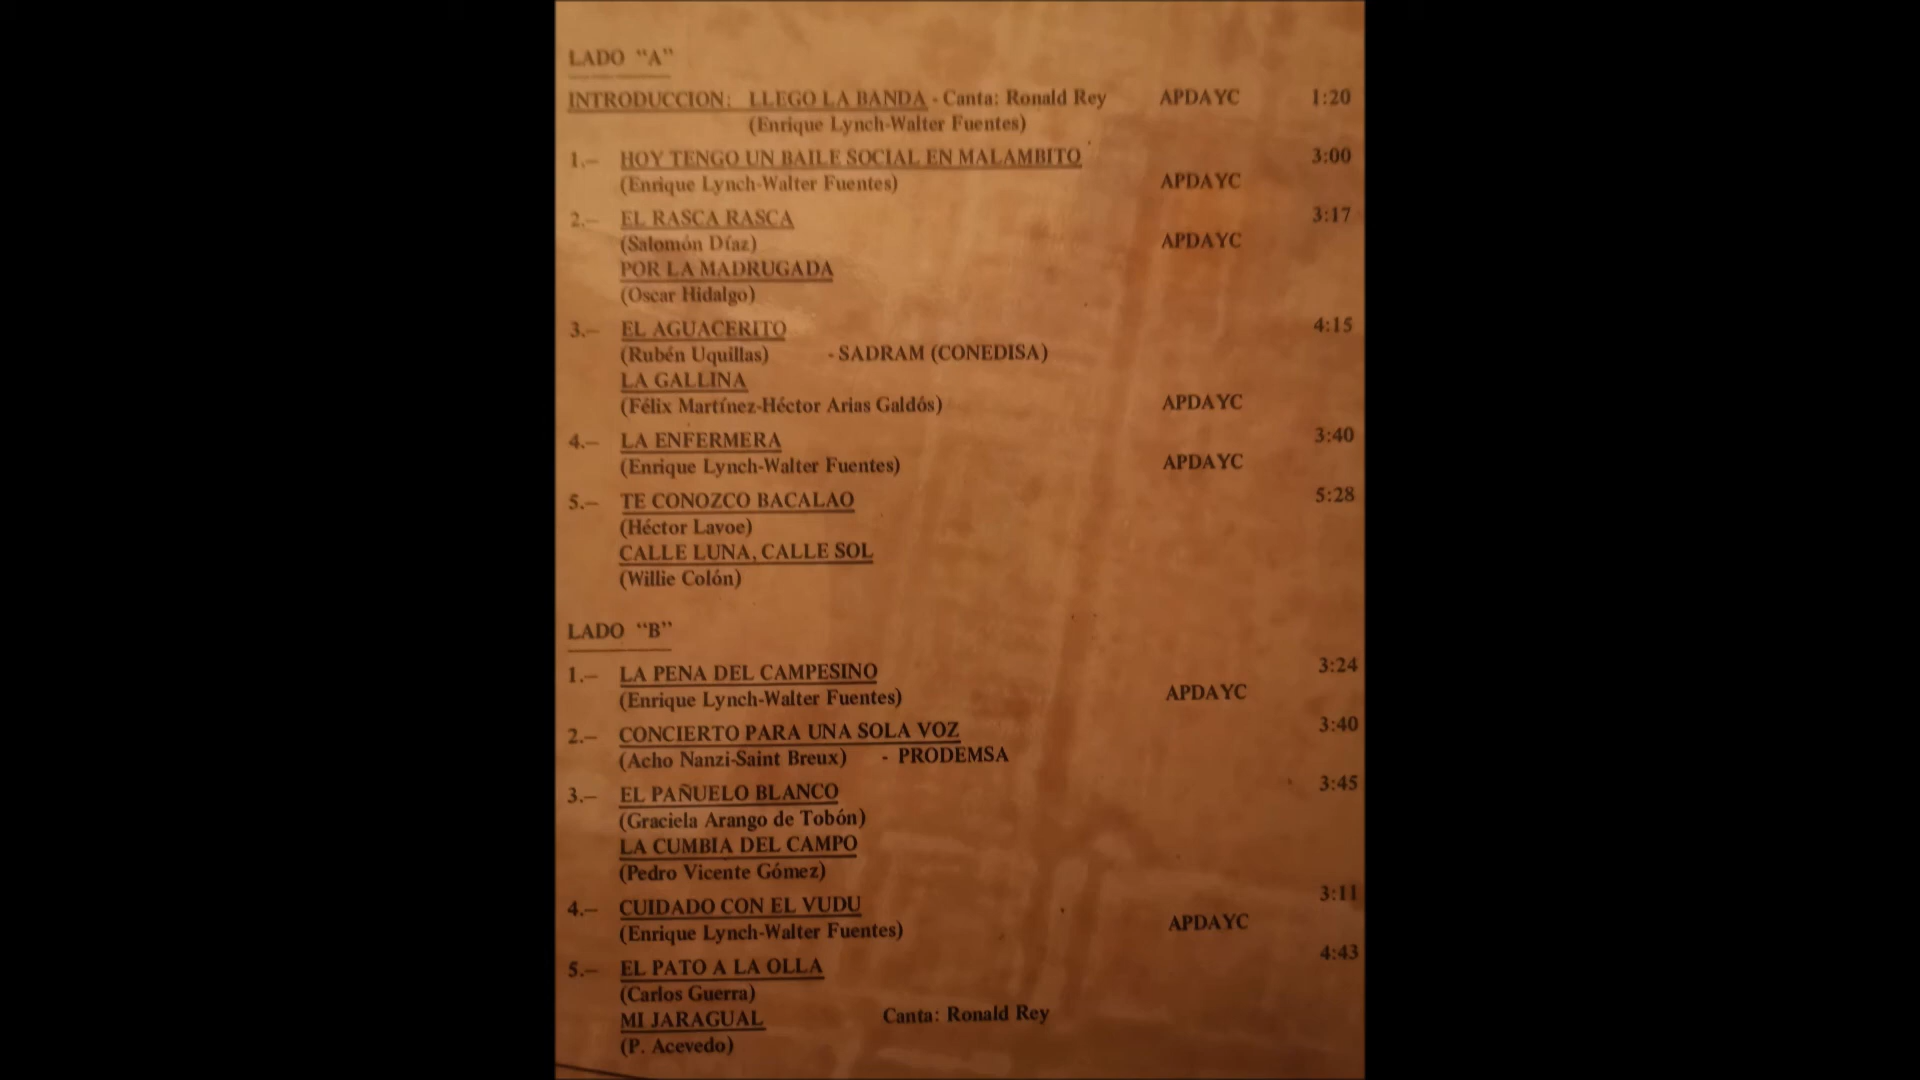 LADO "A"
INTRODUCCION: LLEGO LA BANDA - Canta: Ronald Rey APDAYC 1:20
(Enrique Lynch-Walter Fuentes)
1.— HOY TENGO UN BAILE SOCIAL EN MALAMBITO 3:00
(Enrique Lynch-Walter Fuentes) APDAYC
2.— EL RASCA RASCA 3:17
(Salomón Díaz) APDAYC
POR LA MADRUGADA
(Oscar Hidalgo)
3.— EL AGUACERITO 4:15
(Rubén Uquillas) - SADRAM (CONEDISA)
LA GALLINA
(Félix Martínez-Héctor Arias Galdós) APDAYC
4.— LA ENFERMERA 3:40
(Enrique Lynch-Walter Fuentes) APDAYC
5.— TE CONOZCO BACALAO 5:28
(Héctor Lavoe)
CALLE LUNA, CALLE SOL
(Willie Colón)
LADO "B"
1.— LA PENA DEL CAMPESINO 3:24
(Enrique Lynch-Walter Fuentes) APDAYC
2.— CONCIERTO PARA UNA SOLA VOZ 3:40
(Acho Nanzi-Saint Breux) - PRODEMSA
3.— EL PAÑUELO BLANCO 3:45
(Graciela Arango de Tobón)
LA CUMBIA DEL CAMPO
(Pedro Vicente Gómez)
4.— CUIDADO CON EL VUDU 3:11
(Enrique Lynch-Walter Fuentes) APDAYC
5.— EL PATO A LA OLLA 4:43
(Carlos Guerra)
MI JARAGUAL Canta: Ronald Rey
(P. Acevedo)